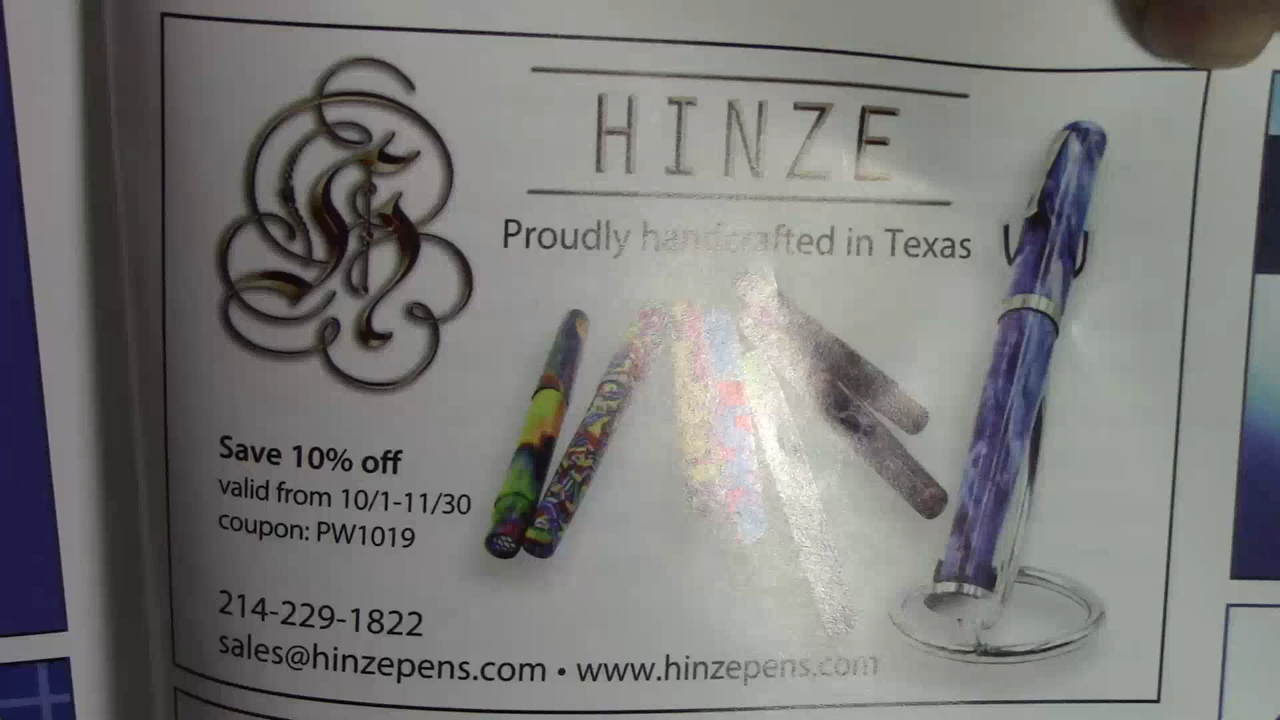 HINZE
Proudly handcrafted in Texas
Save 10% off
valid from 10/1-11/30
coupon: PW1019
214-229-1822
sales@hinzepens.com • www.hinzepens.com